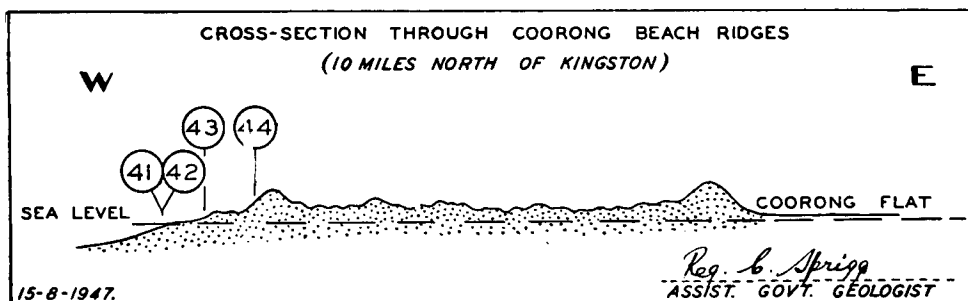 CROSS-SECTION THROUGH COORONG BEACH RIDGES
(10 MILES NORTH OF KINGSTON)
W E
43 44
41 42
SEA LEVEL COORONG FLAT
Reg. C. Sprigg
15-8-1947. ASSIST. GOVT. GEOLOGIST